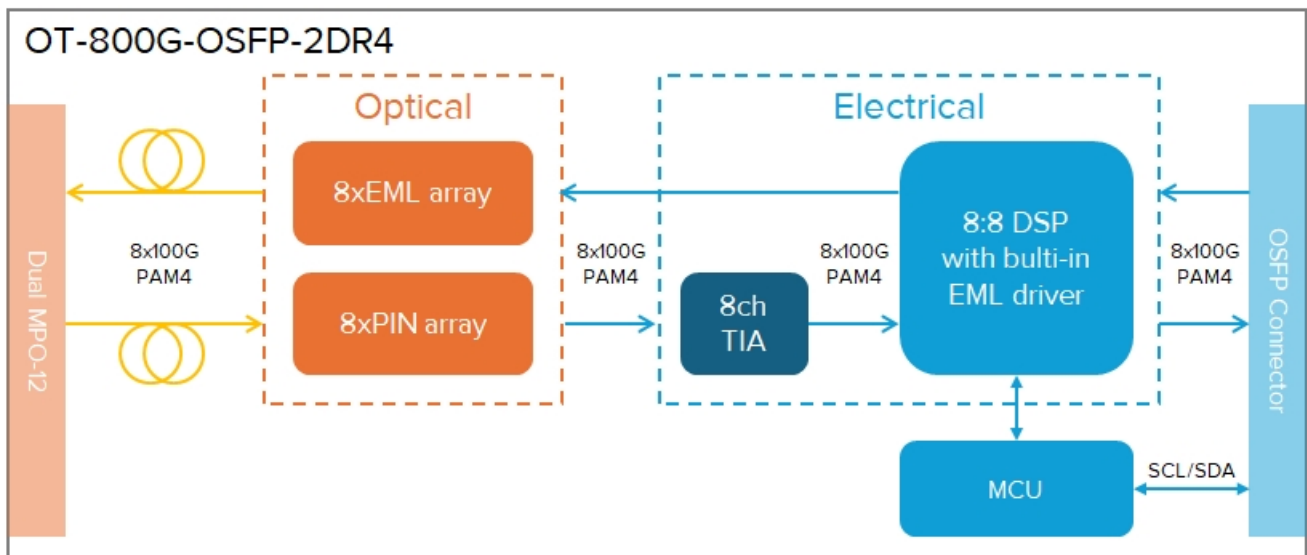 OT-800G-OSFP-2DR4
Optical
Electrical
8xEML array
8:8 DSP
with bulti-in
EML driver
Dual MPO-12
8x100G
PAM4
8x100G
PAM4
8x100G
PAM4
8x100G
PAM4
OSFP Connector
8xPIN array
8ch
TIA
MCU
SCL/SDA